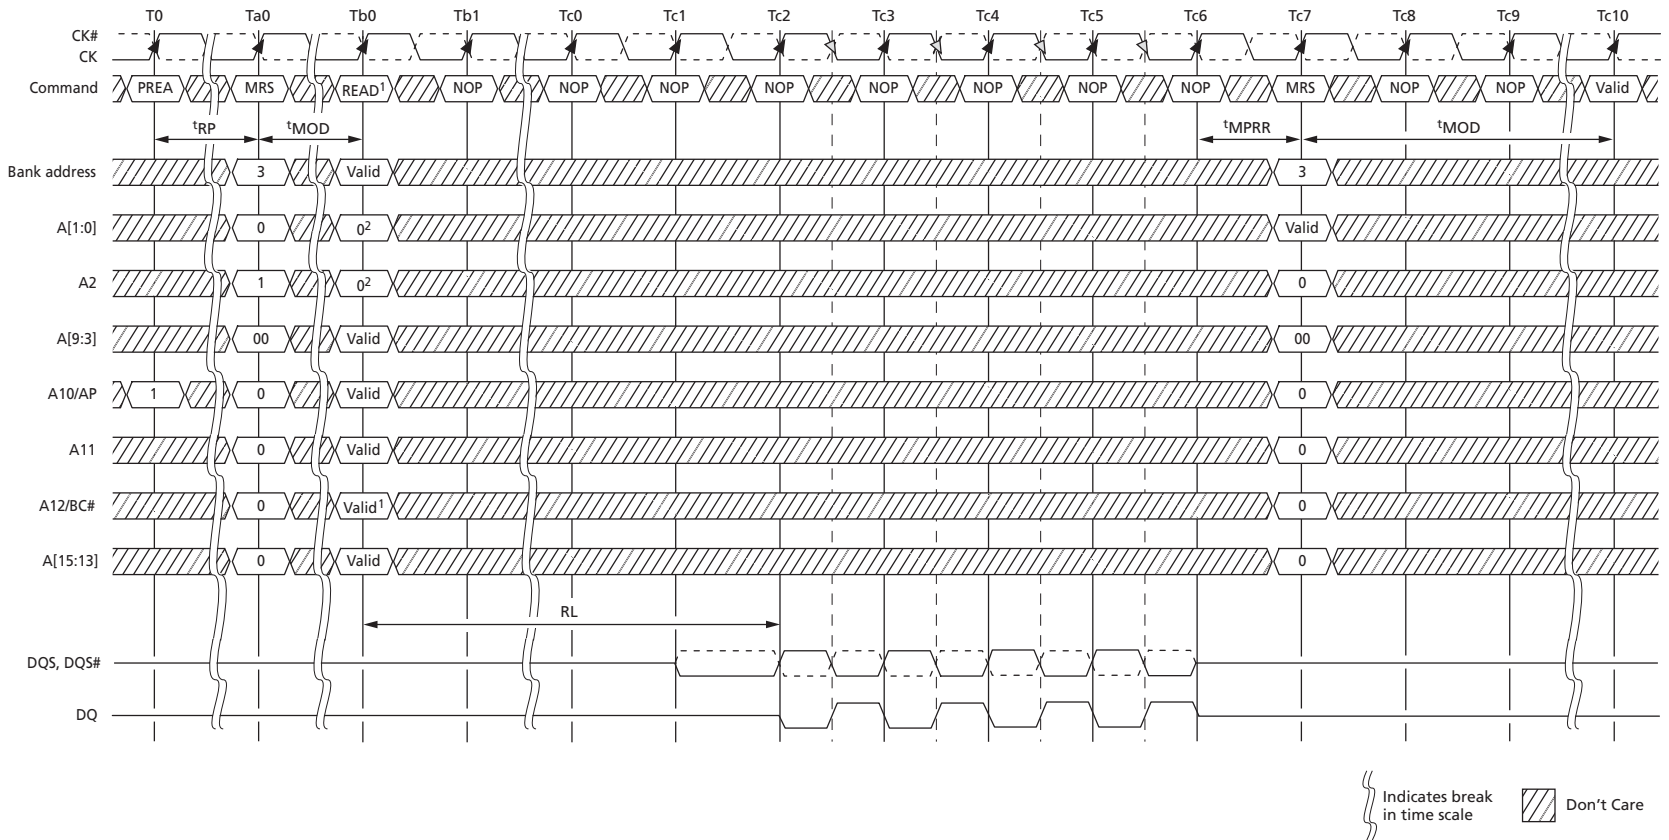 T0 Ta0 Tb0 Tb1 Tc0 Tc1 Tc2 Tc3 Tc4 Tc5 Tc6 Tc7 Tc8 Tc9 Tc10
CK#
CK
Command PREA MRS READ¹ NOP NOP NOP NOP NOP NOP NOP NOP MRS NOP NOP Valid
ᵗRP ᵗMOD ᵗMPRR ᵗMOD
Bank address 3 Valid 3
A[1:0] 0 0² Valid
A2 1 0² 0
A[9:3] 00 Valid 00
A10/AP 1 0 Valid 0
A11 0 Valid 0
A12/BC# 0 Valid¹ 0
A[15:13] 0 Valid 0
RL
DQS, DQS#
DQ
Indicates break
in time scale
Don't Care